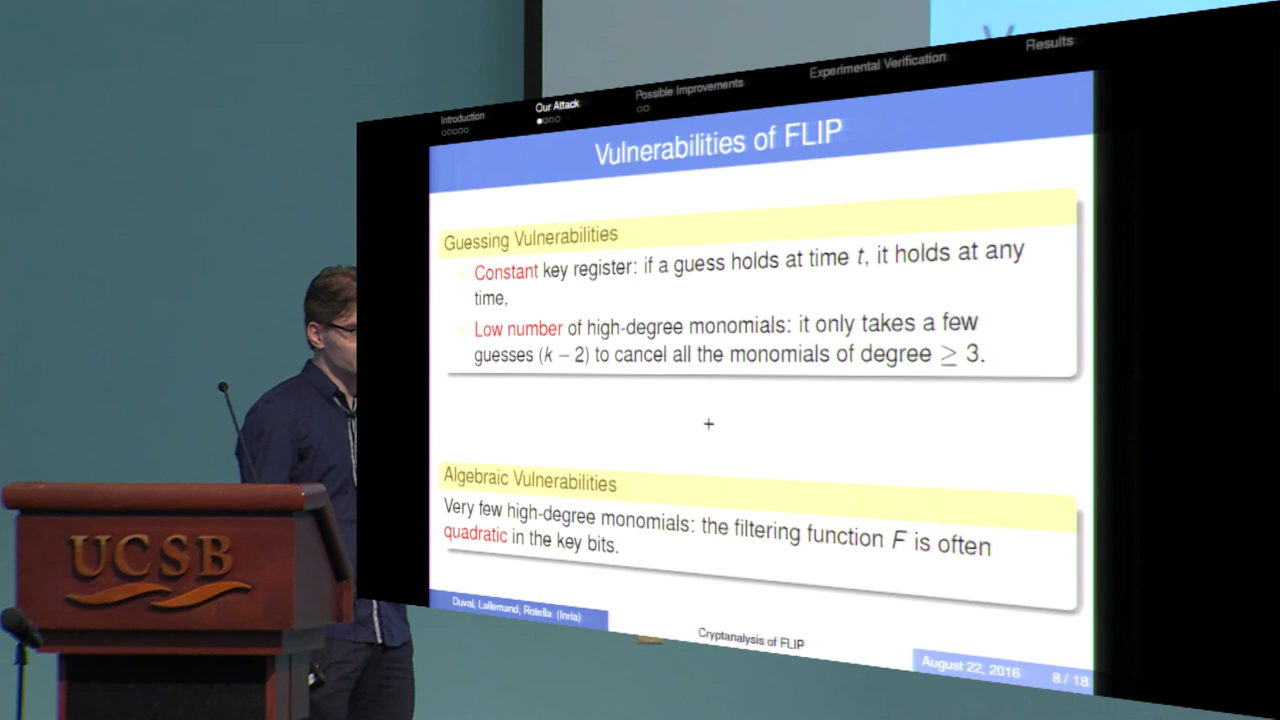 Introduction
Our Attack
Possible Improvements
Experimental Verification
Results
Vulnerabilities of FLIP
Guessing Vulnerabilities
Constant key register: if a guess holds at time t, it holds at any
time,
Low number of high-degree monomials: it only takes a few
guesses (k − 2) to cancel all the monomials of degree ≥ 3.
+
Algebraic Vulnerabilities
Very few high-degree monomials: the filtering function F is often
quadratic in the key bits.
Duval, Lallemand, Rotella (Inria)
Cryptanalysis of FLIP
August 22, 2016
8 / 18
UCSB